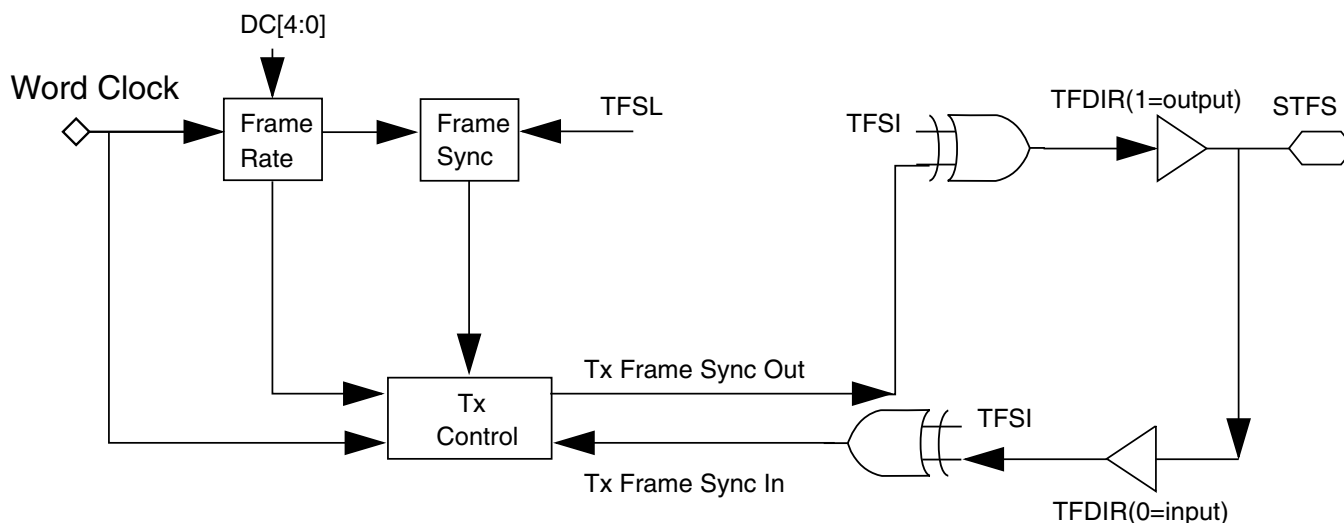 DC[4:0]
Word Clock
Frame
Rate
Frame
Sync
TFSL
TFSI
TFDIR(1=output)
STFS
Tx Frame Sync Out
Tx
Control
TFSI
Tx Frame Sync In
TFDIR(0=input)